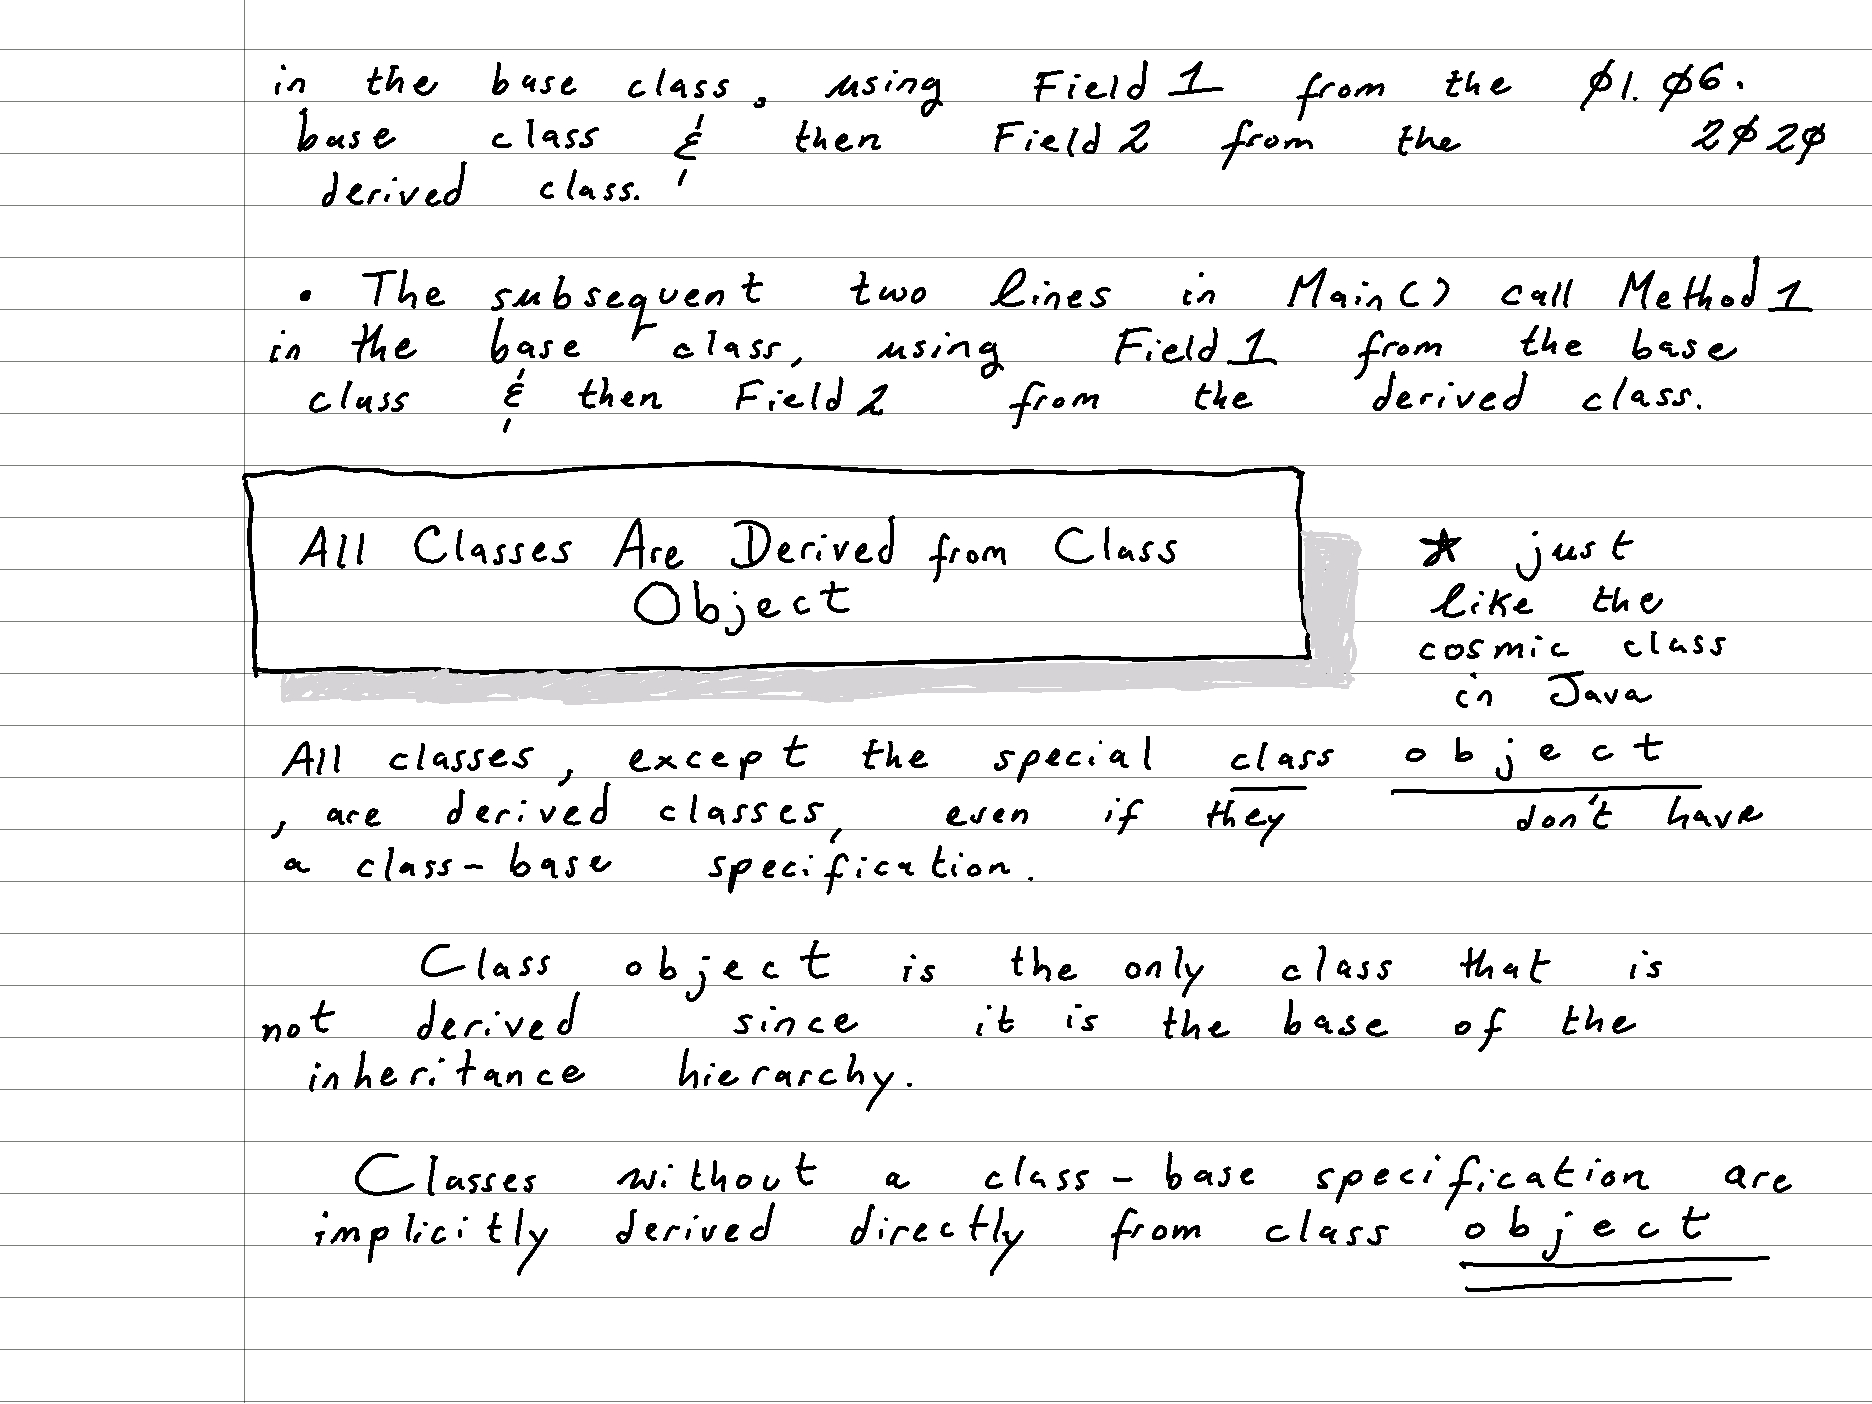 in the base class, using Field 1 from the Ø1. Ø6.
base class & then Field 2 from the 2Ø2Ø
derived class.
• The subsequent two lines in Main() call Method 1
in the base class, using Field 1 from the base
class & then Field 2 from the derived class.
All Classes Are Derived from Class
Object
★ just
like the
cosmic class
in Java
All classes, except the special class object
, are derived classes, even if they don't have
a class-base specification.
Class object is the only class that is
not derived since it is the base of the
inheritance hierarchy.
Classes without a class-base specification are
implicitly derived directly from class object